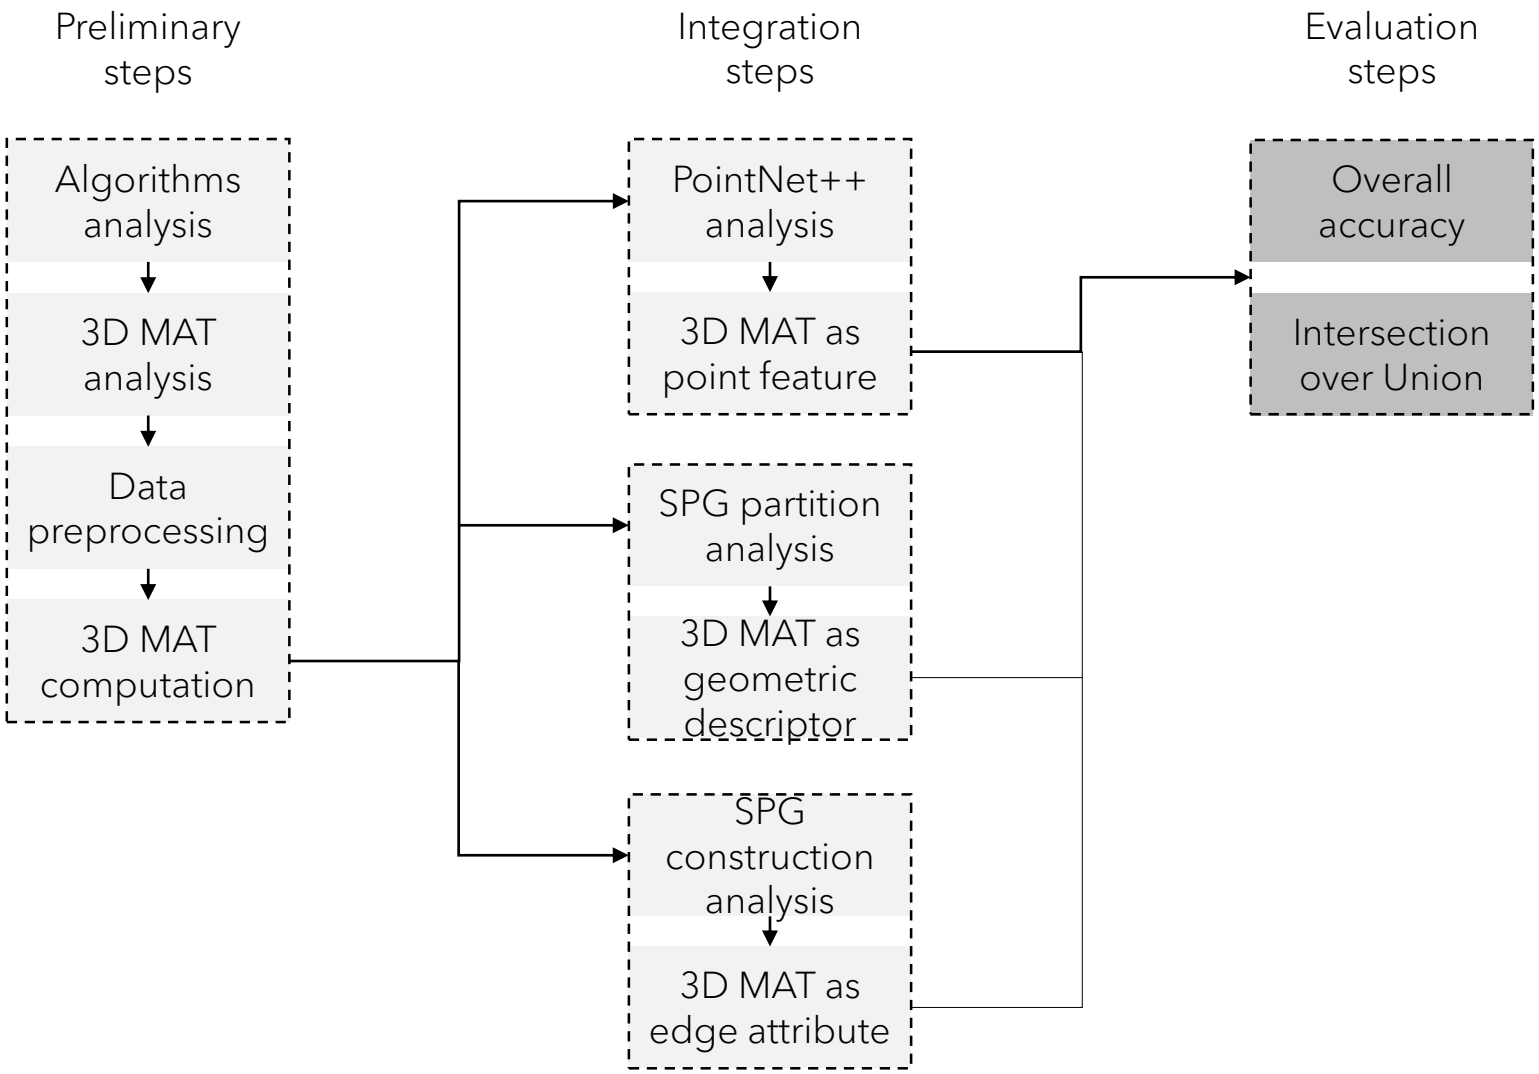 Preliminary
steps
Algorithms
analysis
3D MAT
analysis
Data
preprocessing
3D MAT
computation
Integration
steps
PointNet++
analysis
3D MAT as
point feature
SPG partition
analysis
3D MAT as
geometric
descriptor
SPG
construction
analysis
3D MAT as
edge attribute
Evaluation
steps
Overall
accuracy
Intersection
over Union